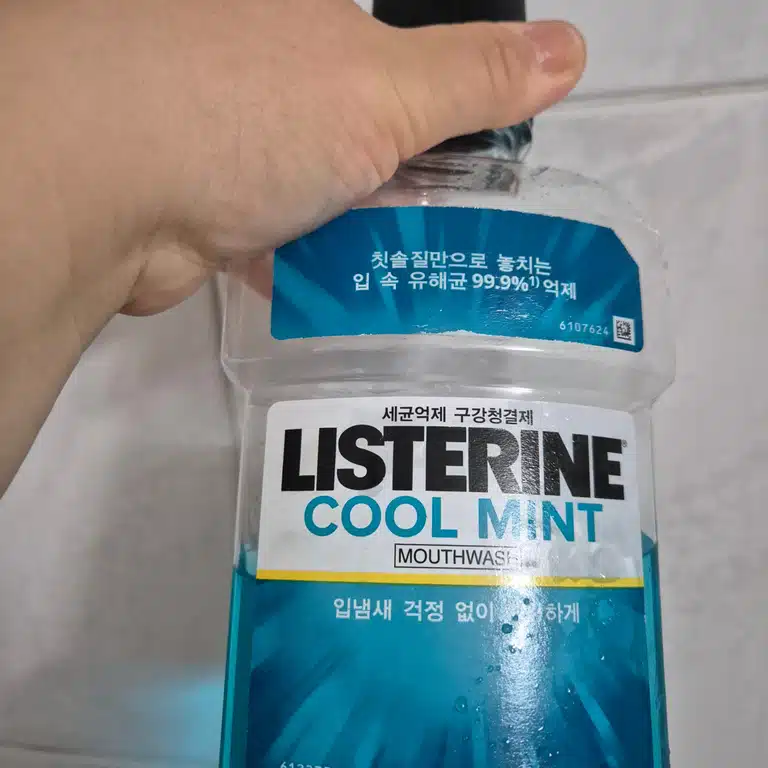 칫솔질만으로 놓치는
입 속 유해균 99.9%¹⁾ 억제
6107624
세균억제 구강청결제
LISTERINE®
COOL MINT
MOUTHWASH
입냄새 걱정 없이 하게